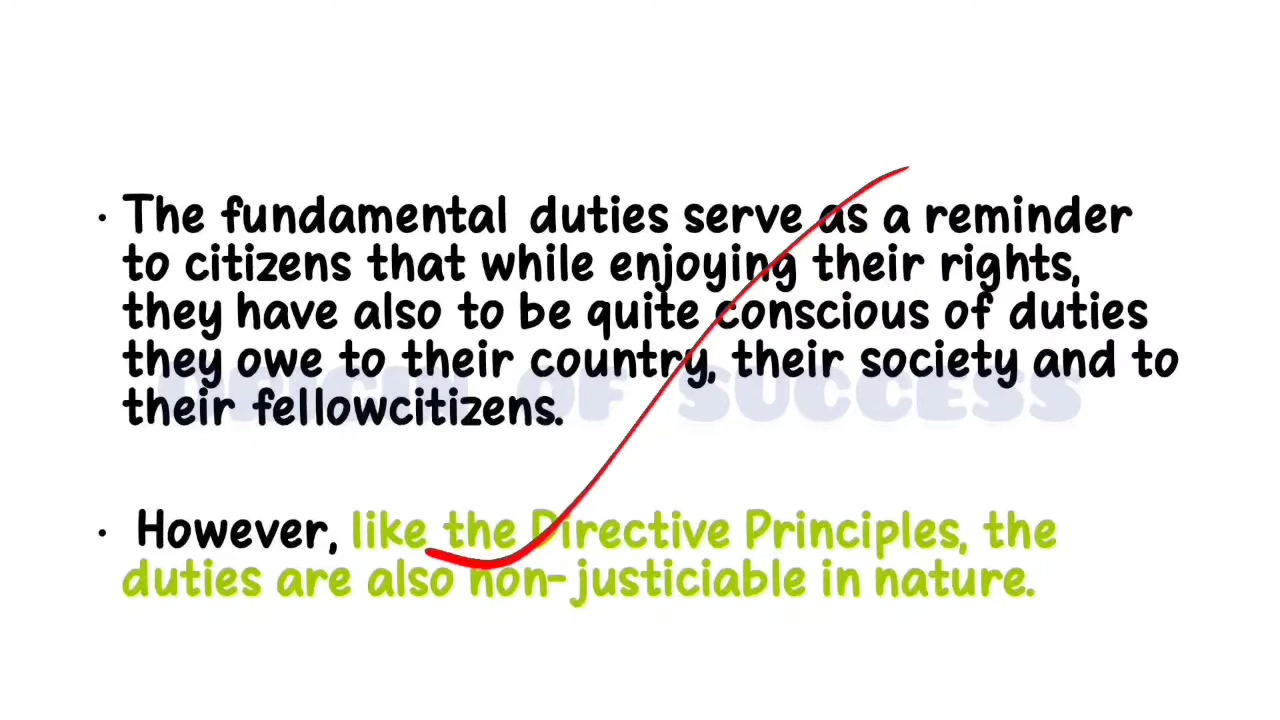 • The fundamental duties serve as a reminder
to citizens that while enjoying their rights,
they have also to be quite conscious of duties
they owe to their country, their society and to
their fellowcitizens.
• However, like the Directive Principles, the
duties are also non-justiciable in nature.
OF SUCCESS